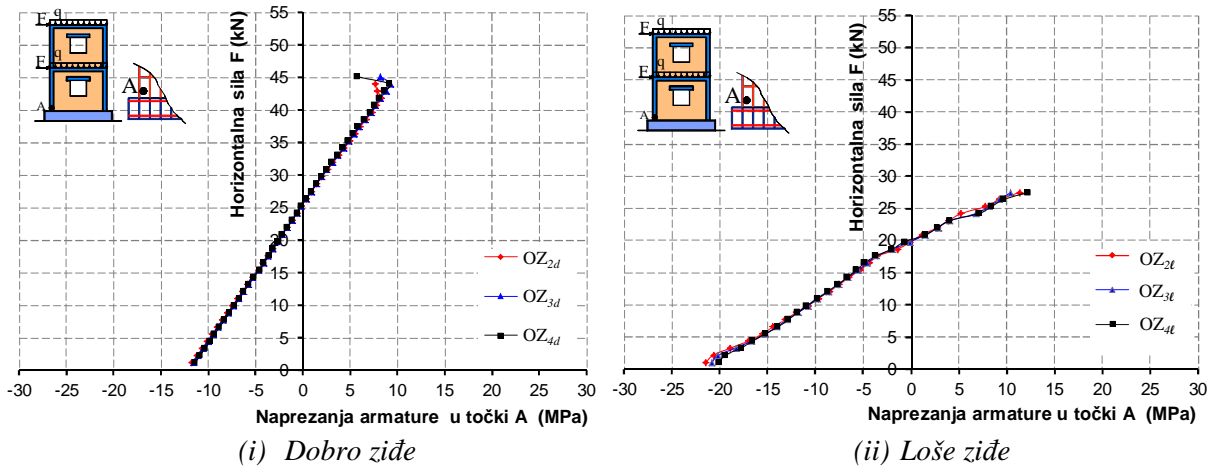 F q
F q
A
A
Horizontalna sila F (kN)
55
50
45
40
35
30
25
20
15
10
5
0
OZ2d
OZ3d
OZ4d
-30 -25 -20 -15 -10 -5 0 5 10 15 20 25 30
Naprezanja armature u točki A (MPa)
(i) Dobro ziđe
F q
F q
A
A
Horizontalna sila F (kN)
55
50
45
40
35
30
25
20
15
10
5
0
OZ2ℓ
OZ3ℓ
OZ4ℓ
-30 -25 -20 -15 -10 -5 0 5 10 15 20 25 30
Naprezanja armature u točki A (MPa)
(ii) Loše ziđe